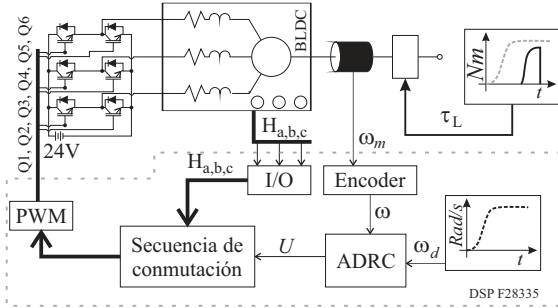 Q1, Q2, Q3, Q4, Q5, Q6
24V
BLDC
Nm
t
τL
Ha,b,c
ωm
Ha,b,c
I/O
Encoder
PWM
Secuencia de
conmutación
U
ω
ADRC
ωd
Rad/s
t
DSP F28335